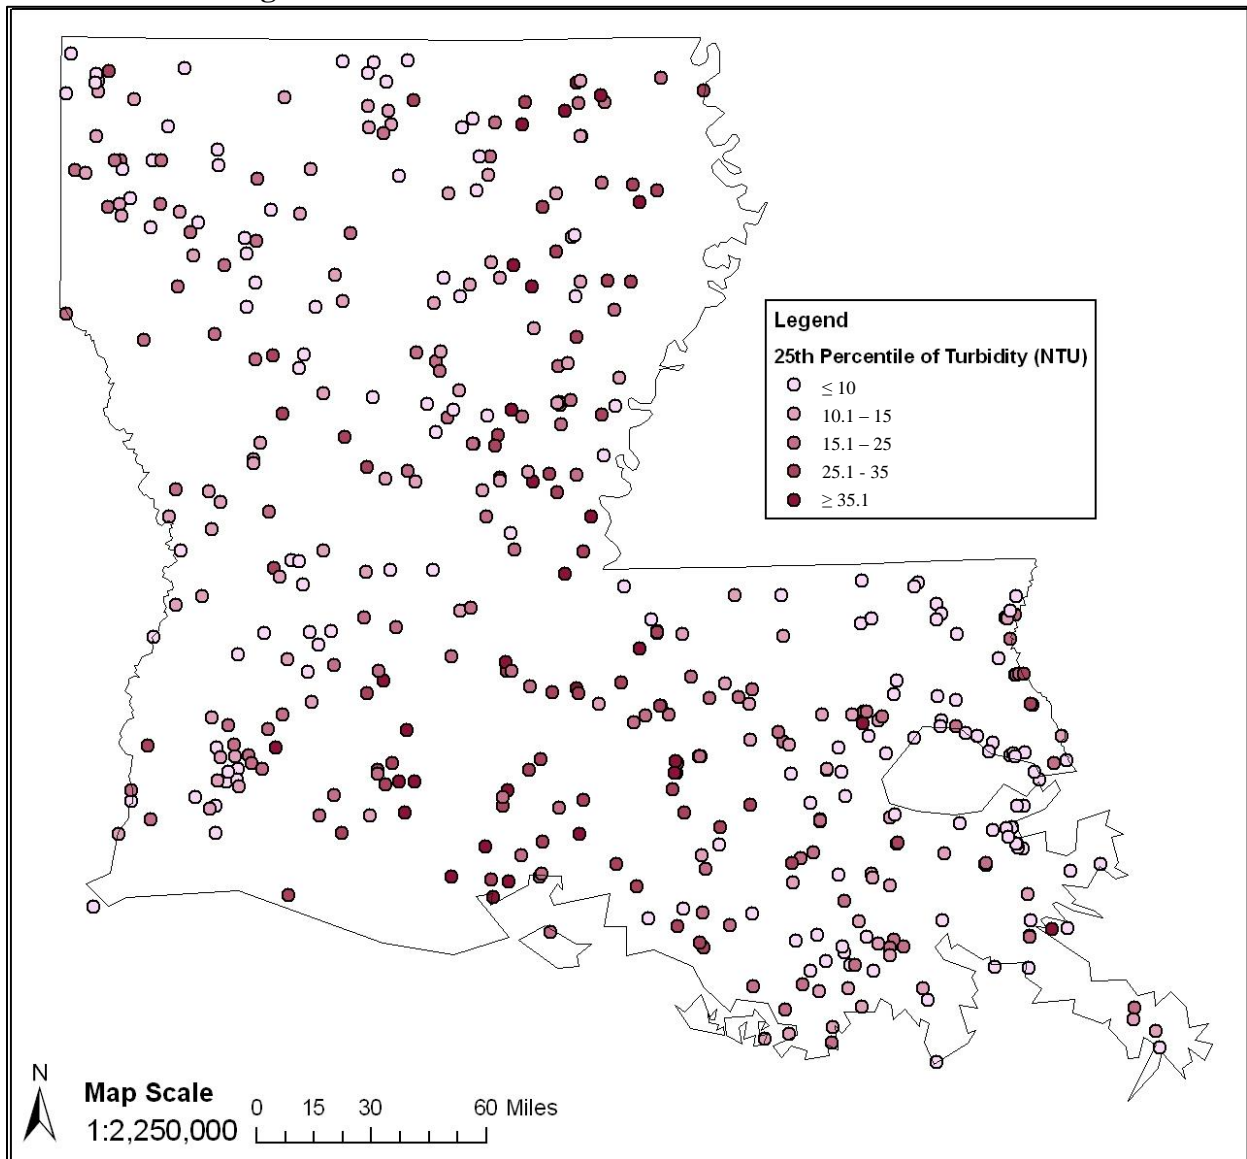 Legend
25th Percentile of Turbidity (NTU)
≤ 10
10.1 – 15
15.1 – 25
25.1 - 35
≥ 35.1
N
Map Scale
1:2,250,000
0 15 30 60 Miles